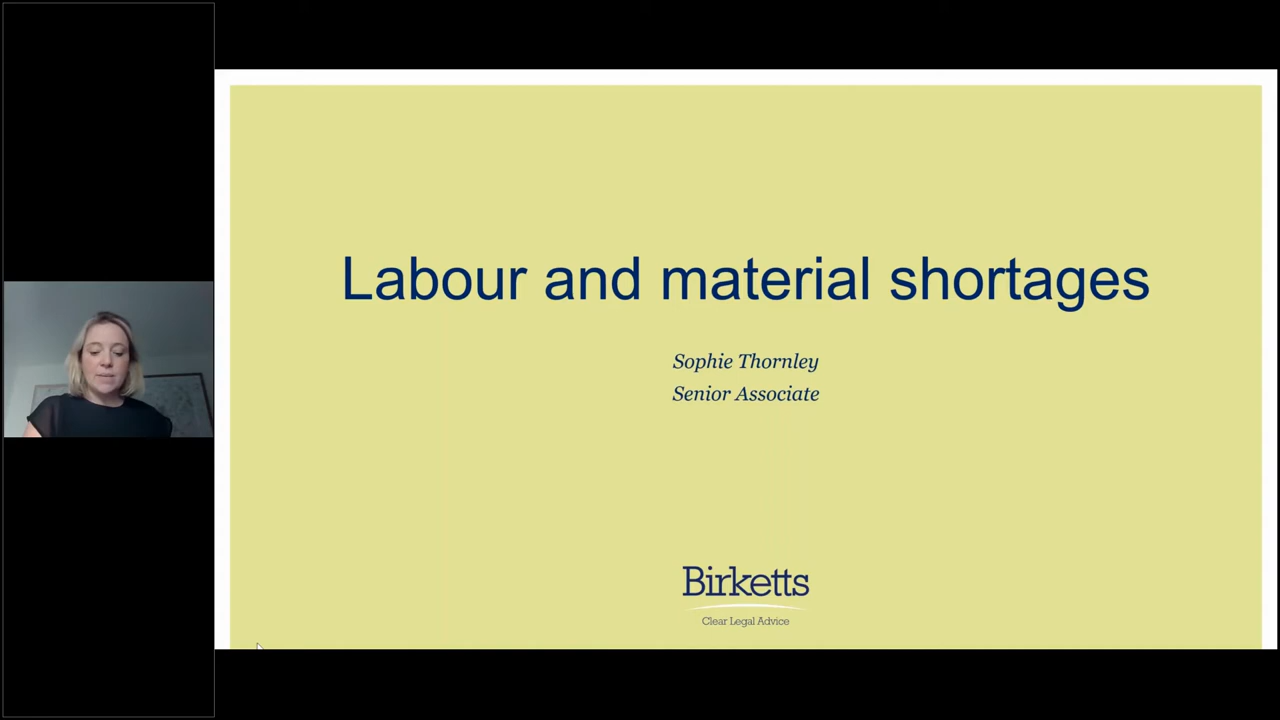 Labour and material shortages
Sophie Thornley
Senior Associate
Birketts
Clear Legal Advice